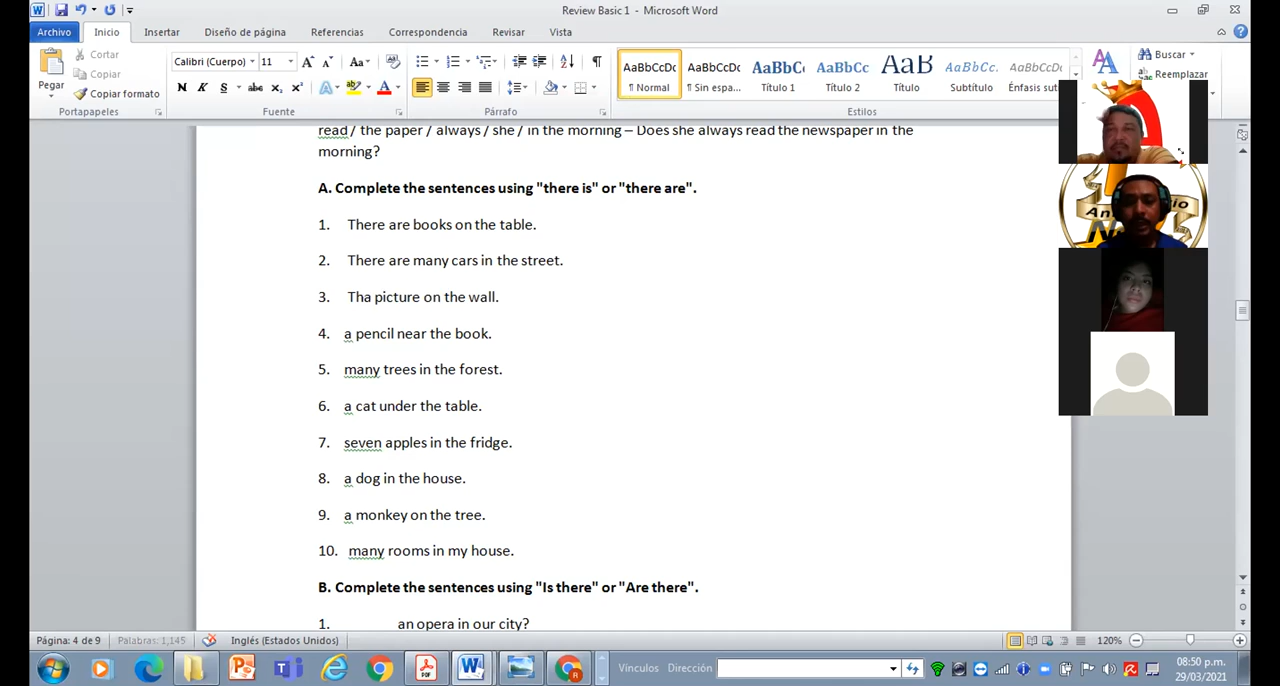 Review Basic 1 - Microsoft Word
Archivo Inicio Insertar Diseño de página Referencias Correspondencia Revisar Vista
Pegar
Cortar
Copiar
Copiar formato
Portapapeles
Calibri (Cuerpo) 11
Fuente
Párrafo
AaBbCcDc AaBbCcDc AaBbC AaBbCc AaB AaBbCc. AaBbCcDc
¶ Normal ¶ Sin espa... Título 1 Título 2 Título Subtítulo Énfasis sut
Estilos
Buscar
Reemplazar
read / the paper / always / she / in the morning – Does she always read the newspaper in the
morning?
A. Complete the sentences using "there is" or "there are".
1. There are books on the table.
2. There are many cars in the street.
3. Tha picture on the wall.
4. a pencil near the book.
5. many trees in the forest.
6. a cat under the table.
7. seven apples in the fridge.
8. a dog in the house.
9. a monkey on the tree.
10. many rooms in my house.
B. Complete the sentences using "Is there" or "Are there".
1. an opera in our city?
Página: 4 de 9 Palabras: 1,145 Inglés (Estados Unidos) 120%
Vínculos Dirección
08:50 p.m.
29/03/2021